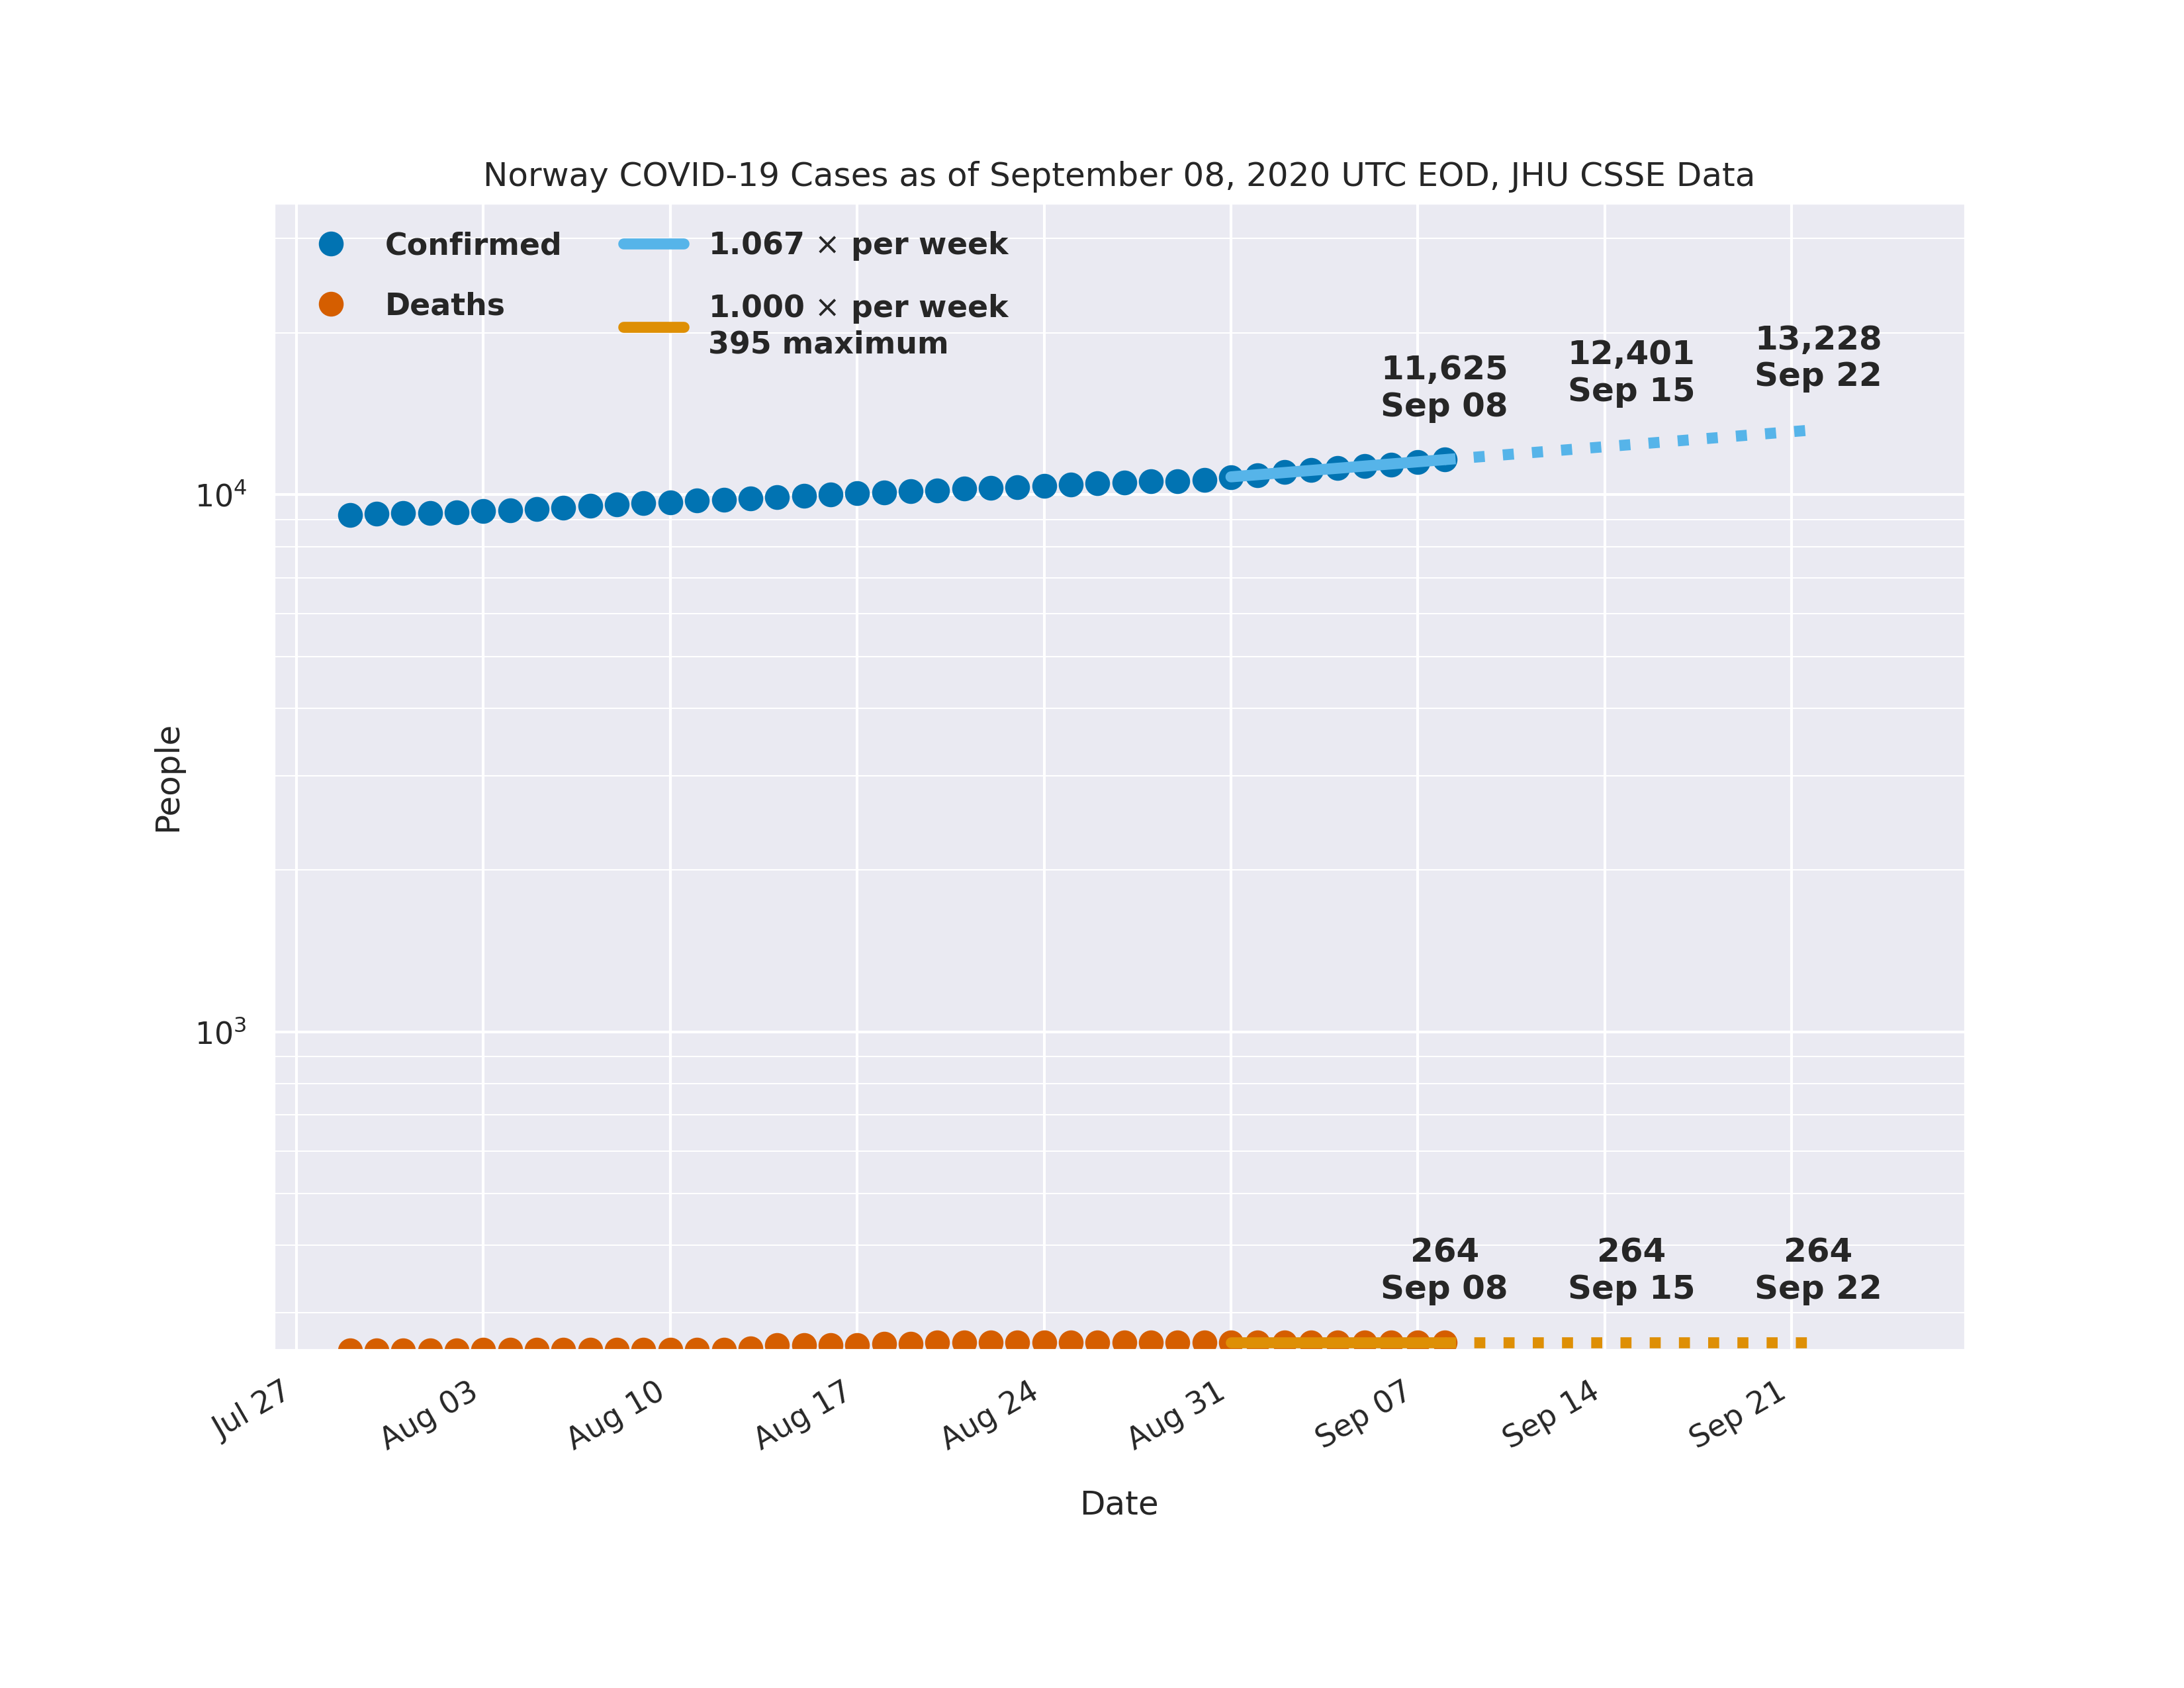 Norway COVID-19 Cases as of September 08, 2020 UTC EOD, JHU CSSE Data
Confirmed
Deaths
1.067 × per week
1.000 × per week
395 maximum
11,625
Sep 08
12,401
Sep 15
13,228
Sep 22
10⁴
People
10³
264
Sep 08
264
Sep 15
264
Sep 22
Jul 27
Aug 03
Aug 10
Aug 17
Aug 24
Aug 31
Sep 07
Sep 14
Sep 21
Date